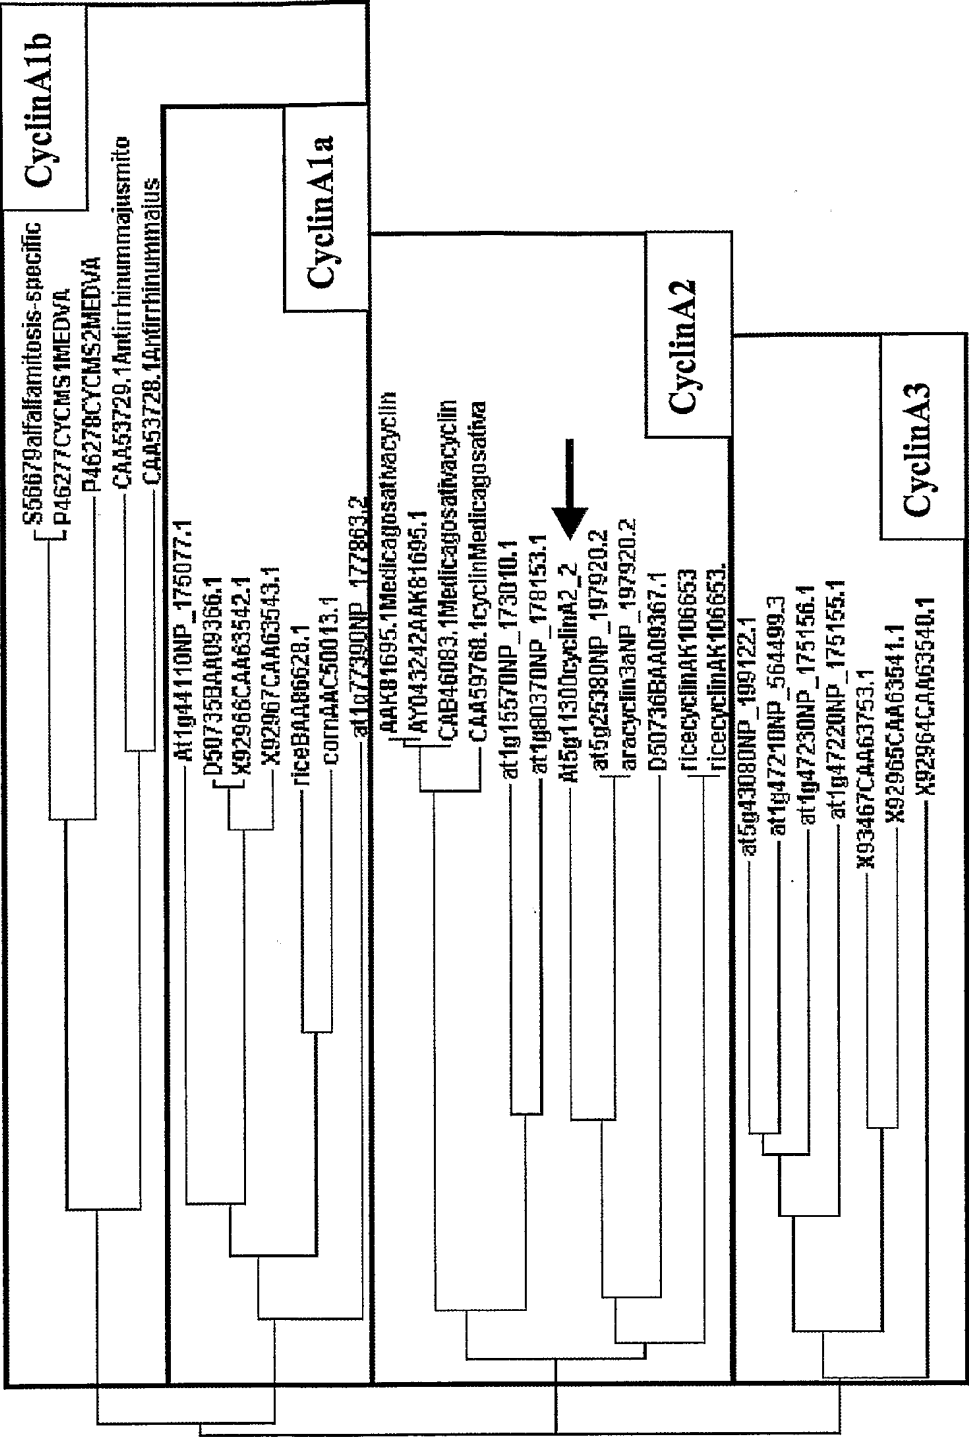 CyclinA1b
S56679alfalfamitosis-specific
P46277CYCMS1MEDVA
P46278CYCMS2MEDVA
CAA53729.1Antirrhinummajusmito
CAA53728.1Antirrhinummajus
CyclinA1a
At1g44110NP_175077.1
D50735BAA09366.1
X92966CAA63542.1
X92967CAA63543.1
riceBAA86628.1
cornAAC50013.1
at1g77390NP_177863.2
CyclinA2
AAK81695.1Medicagosativacyclin
AY043242AAK81695.1
CAB46083.1Medicagosativacyclin
CAA59768.1cyclinMedicagosativa
at1g15570NP_173010.1
at1g80370NP_178153.1
At5g11300cyclinA2_2
at5g25380NP_197920.2
aracyclin3aNP_197920.2
D50736BAA09367.1
ricecyclinAK106653
ricecyclinAK106653.
CyclinA3
at5g43080NP_199122.1
at1g47210NP_564499.3
at1g47230NP_175156.1
at1g47220NP_175155.1
X93467CAA63753.1
X92965CAA63541.1
X92964CAA63540.1